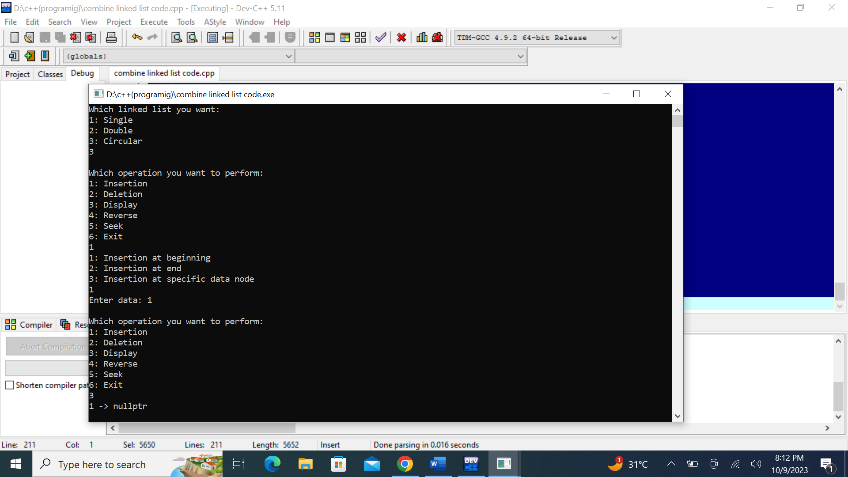 D:\c++(programig)\combine linked list code.cpp - [Executing] - Dev-C++ 5.11
File Edit Search View Project Execute Tools AStyle Window Help
TDM-GCC 4.9.2 64-bit Release
(globals)
Project Classes Debug combine linked list code.cpp
D:\c++(programig)\combine linked list code.exe
Which linked list you want:
1: Single
2: Double
3: Circular
3
Which operation you want to perform:
1: Insertion
2: Deletion
3: Display
4: Reverse
5: Seek
6: Exit
1
1: Insertion at beginning
2: Insertion at end
3: Insertion at specific data node
1
Enter data: 1
Which operation you want to perform:
1: Insertion
2: Deletion
3: Display
4: Reverse
5: Seek
6: Exit
3
1 -> nullptr
Compiler Res
Abort Compilation
Shorten compiler pat
Line: 211 Col: 1 Sel: 5650 Lines: 211 Length: 5652 Insert Done parsing in 0.016 seconds
Type here to search
DEV
1
31°C
8:12 PM
10/9/2023
1